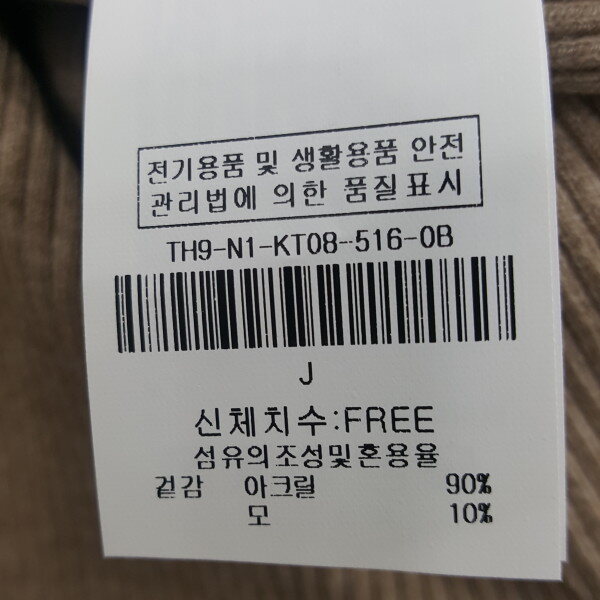 전기용품 및 생활용품 안전
관리법에 의한 품질표시
TH9-N1-KT08-516-0B
J
신체치수:FREE
섬유의조성및혼용율
겉감 아크릴 90%
모 10%